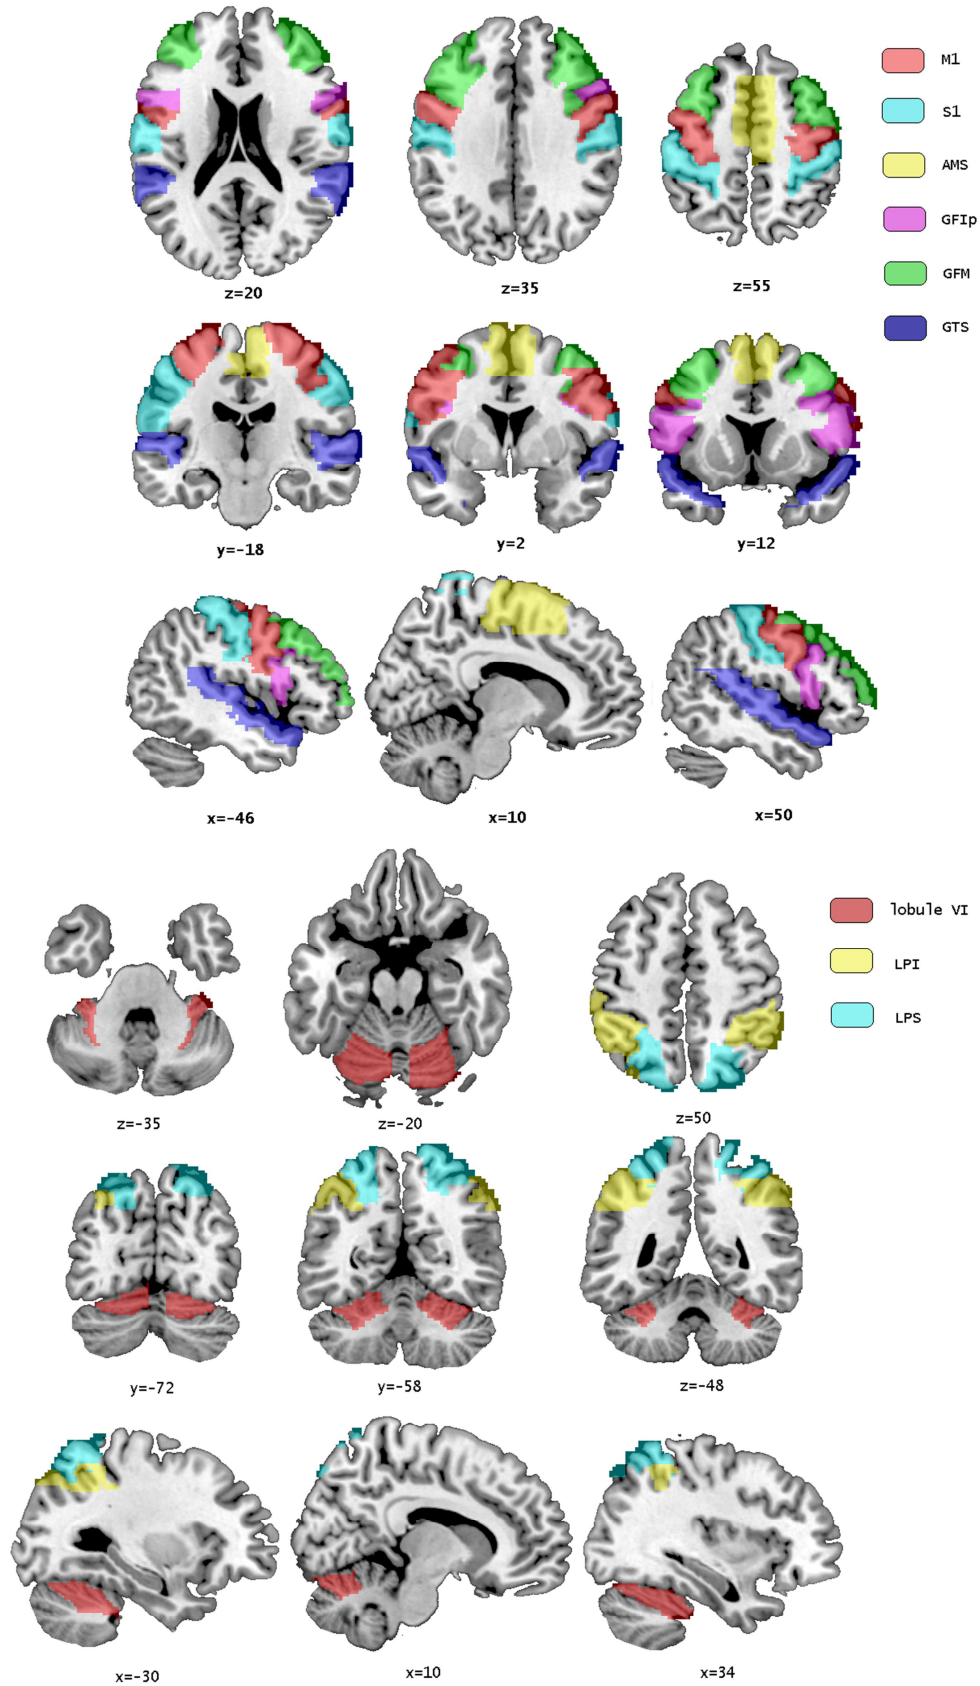 M1
S1
AMS
GFIp
GFM
GTS
z=20
z=35
z=55
y=-18
y=2
y=12
x=-46
x=10
x=50
lobule VI
LPI
LPS
z=-35
z=-20
z=50
y=-72
y=-58
z=-48
x=-30
x=10
x=34